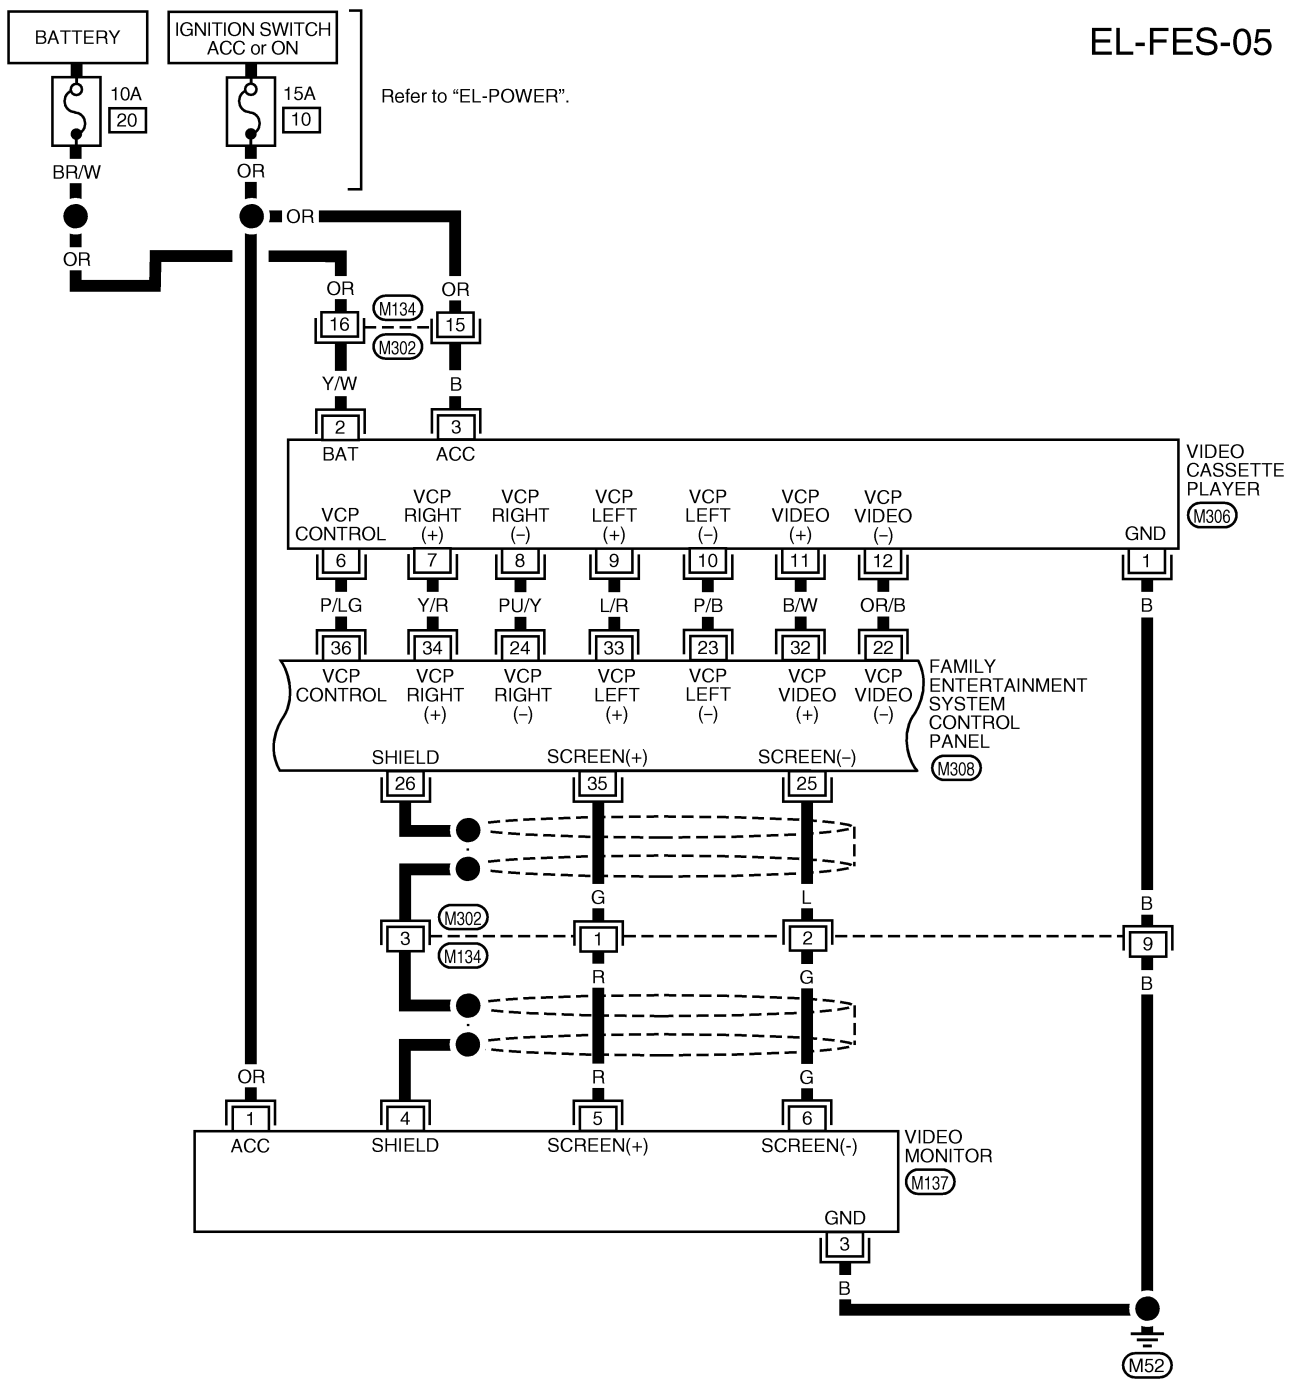 EL-FES-05
BATTERY
IGNITION SWITCH
ACC or ON
10A
20
15A
10
Refer to “EL-POWER”.
BR/W
OR
OR
OR
OR
OR
16
M134
M302
15
Y/W
B
2
3
BAT
ACC
VIDEO
CASSETTE
PLAYER
M306
VCP
CONTROL
VCP
RIGHT
(+)
VCP
RIGHT
(–)
VCP
LEFT
(+)
VCP
LEFT
(–)
VCP
VIDEO
(+)
VCP
VIDEO
(–)
GND
6
7
8
9
10
11
12
1
P/LG
Y/R
PU/Y
L/R
P/B
B/W
OR/B
B
36
34
24
33
23
32
22
VCP
CONTROL
VCP
RIGHT
(+)
VCP
RIGHT
(–)
VCP
LEFT
(+)
VCP
LEFT
(–)
VCP
VIDEO
(+)
VCP
VIDEO
(–)
FAMILY
ENTERTAINMENT
SYSTEM
CONTROL
PANEL
M308
SHIELD
SCREEN(+)
SCREEN(–)
26
35
25
G
L
B
3
M302
M134
1
2
9
R
G
B
OR
R
G
1
4
5
6
ACC
SHIELD
SCREEN(+)
SCREEN(-)
VIDEO
MONITOR
M137
GND
3
B
M52